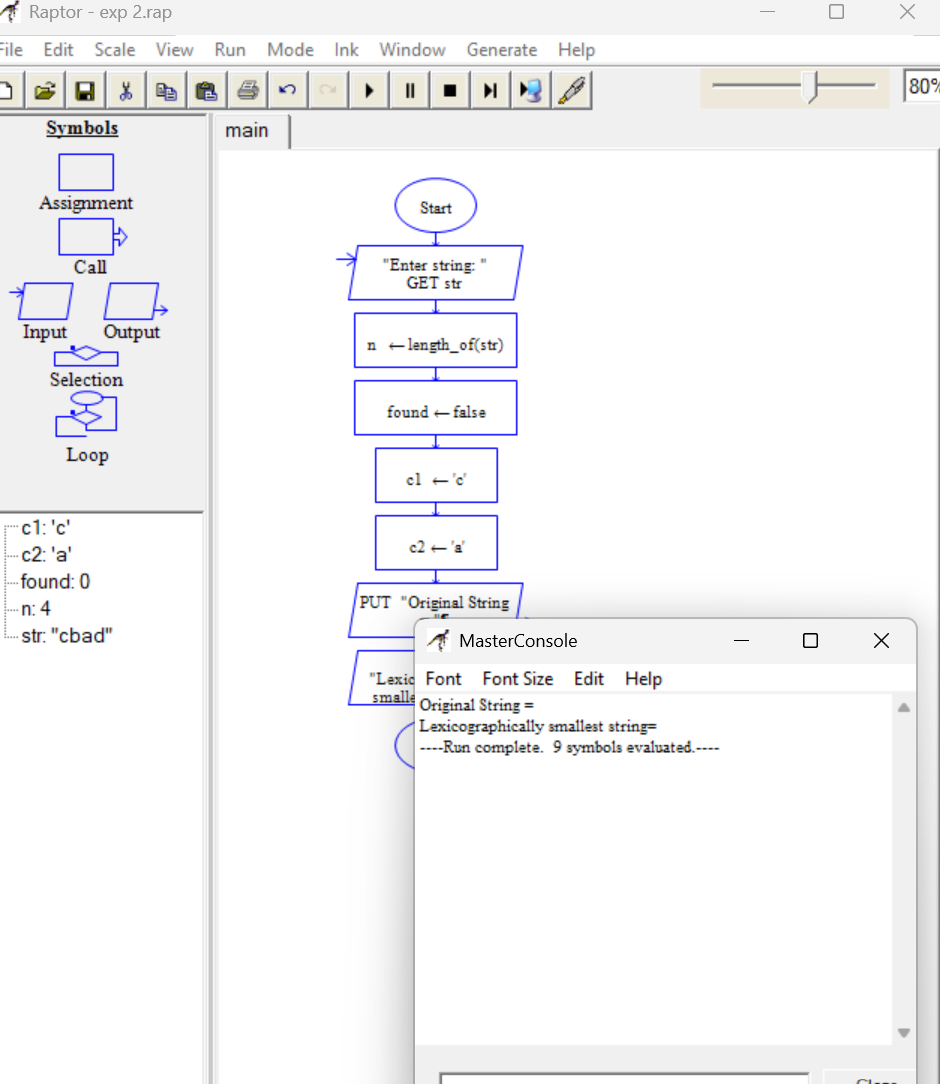 Raptor - exp 2.rap
File Edit Scale View Run Mode Ink Window Generate Help
80%
Symbols
Assignment
Call
Input Output
Selection
Loop
main
Start
"Enter string: "
GET str
n ←length_of(str)
found ← false
c1 ← 'c'
c2 ← 'a'
PUT "Original String
"Lexic
smalle
c1: 'c'
c2: 'a'
found: 0
n: 4
str: "cbad"
MasterConsole
Font Font Size Edit Help
Original String =
Lexicographically smallest string=
----Run complete. 9 symbols evaluated.----